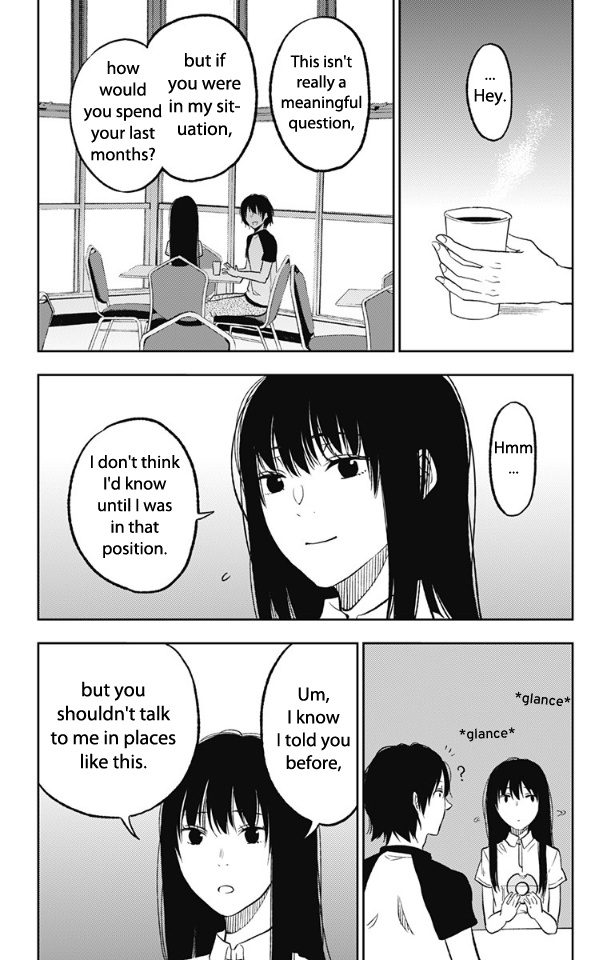 ...
Hey.
This isn't
really a
meaningful
question,
but if
you were
in my sit-
uation,
how
would
you spend
your last
months?
Hmm
...
I don't think
I'd know
until I was
in that
position.
*glance*
*glance*
?
Um,
I know
I told you
before,
but you
shouldn't talk
to me in places
like this.